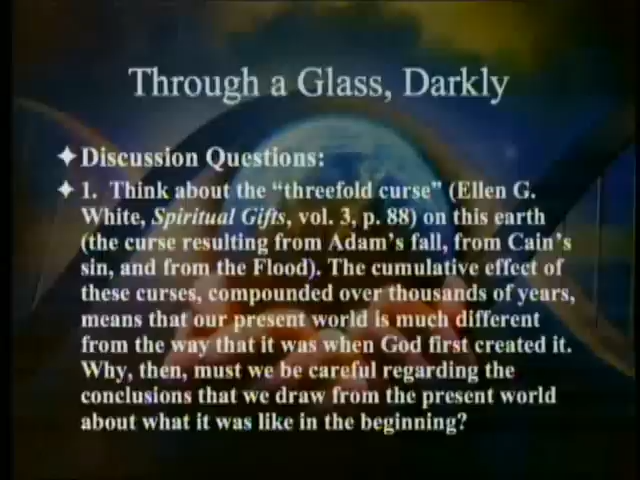 Through a Glass, Darkly
Discussion Questions:
1. Think about the “threefold curse” (Ellen G.
White, Spiritual Gifts, vol. 3, p. 88) on this earth
(the curse resulting from Adam’s fall, from Cain’s
sin, and from the Flood). The cumulative effect of
these curses, compounded over thousands of years,
means that our present world is much different
from the way that it was when God first created it.
Why, then, must we be careful regarding the
conclusions that we draw from the present world
about what it was like in the beginning?